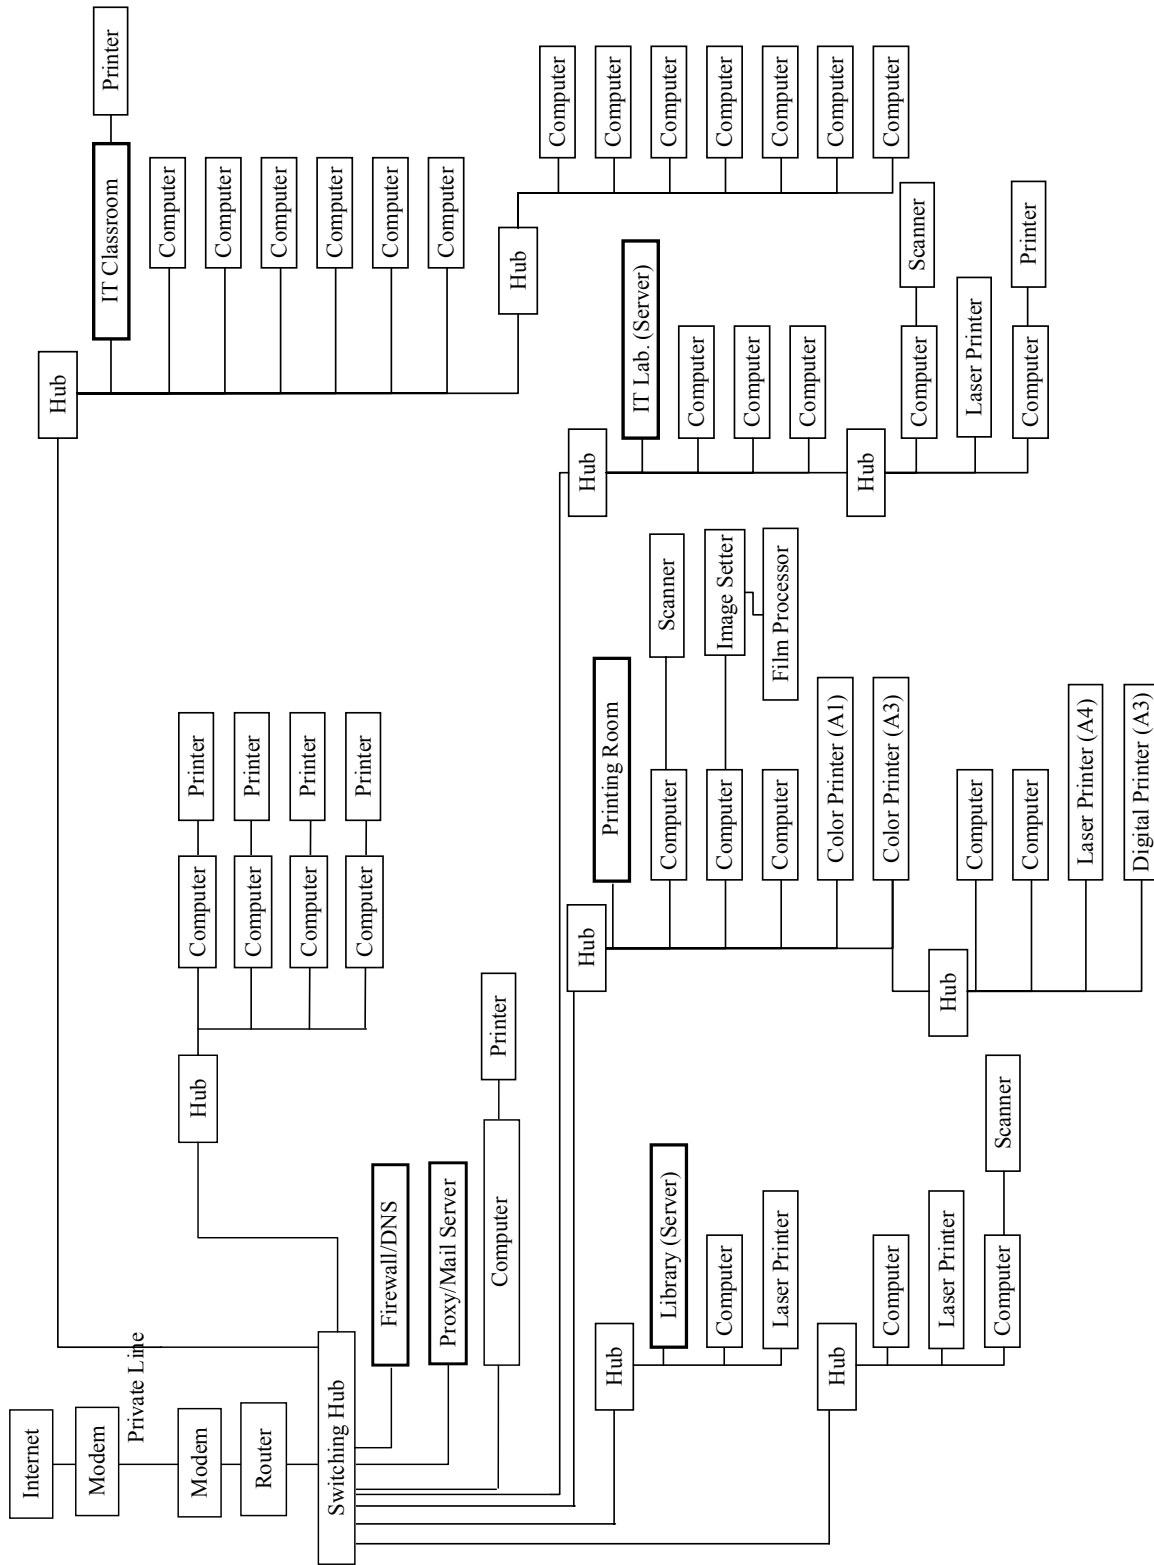 Internet
Modem
Private Line
Modem
Router
Switching Hub
Firewall/DNS
Proxy/Mail Server
Computer
Printer
Hub
Computer
Printer
Computer
Printer
Computer
Printer
Computer
Printer
Hub
IT Classroom
Printer
Computer
Computer
Computer
Computer
Computer
Computer
Hub
Computer
Computer
Computer
Computer
Computer
Computer
Computer
Hub
Library (Server)
Computer
Laser Printer
Hub
Computer
Laser Printer
Computer
Scanner
Hub
Printing Room
Computer
Scanner
Computer
Image Setter
Film Processor
Computer
Color Printer (A1)
Color Printer (A3)
Hub
Computer
Computer
Laser Printer (A4)
Digital Printer (A3)
Hub
IT Lab. (Server)
Computer
Computer
Computer
Hub
Computer
Scanner
Laser Printer
Computer
Printer